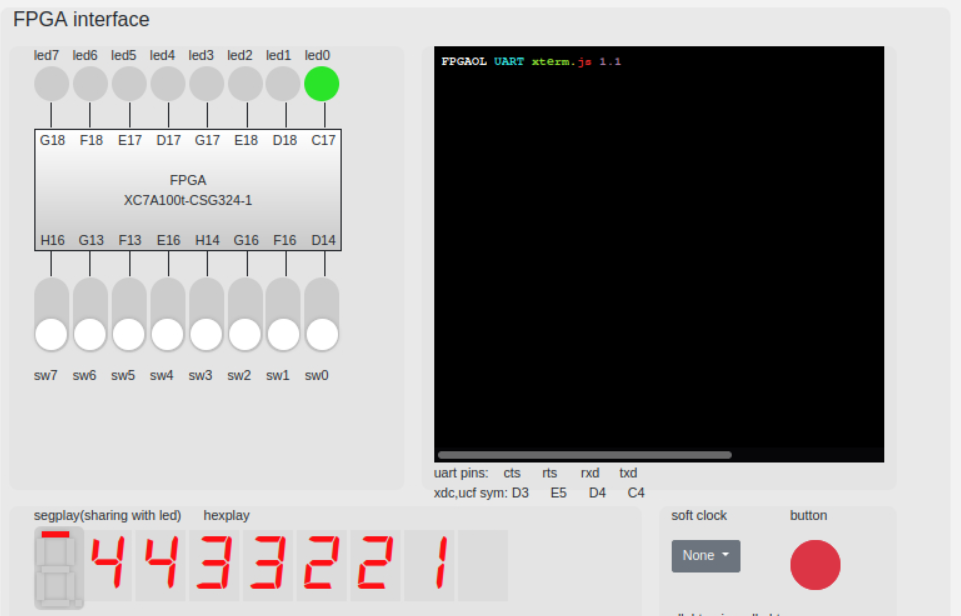 FPGA interface
led7 led6 led5 led4 led3 led2 led1 led0
FPGAOL UART xterm.js 1.1
G18 F18 E17 D17 G17 E18 D18 C17
FPGA
XC7A100t-CSG324-1
H16 G13 F13 E16 H14 G16 F16 D14
sw7 sw6 sw5 sw4 sw3 sw2 sw1 sw0
uart pins: cts rts rxd txd
xdc,ucf sym: D3 E5 D4 C4
segplay(sharing with led) hexplay
4433221
soft clock button
None